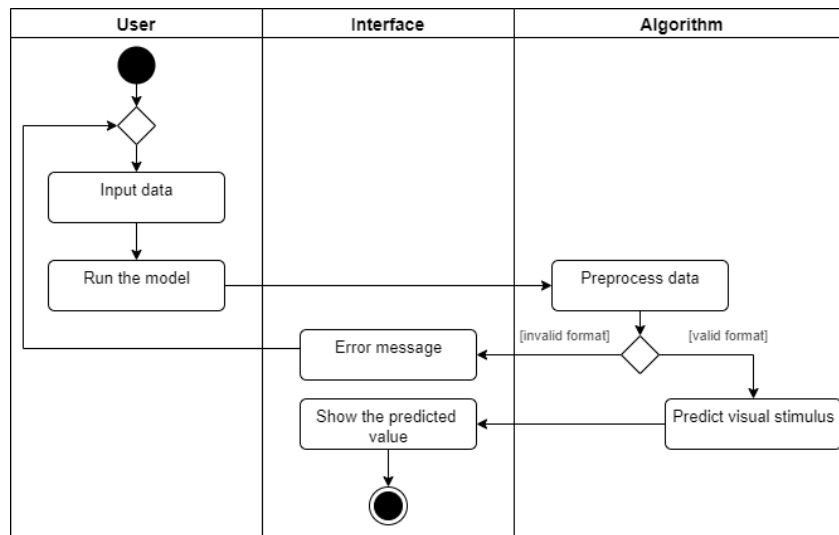 User
Interface
Algorithm
Input data
Run the model
Preprocess data
[invalid format]
[valid format]
Error message
Show the predicted
value
Predict visual stimulus